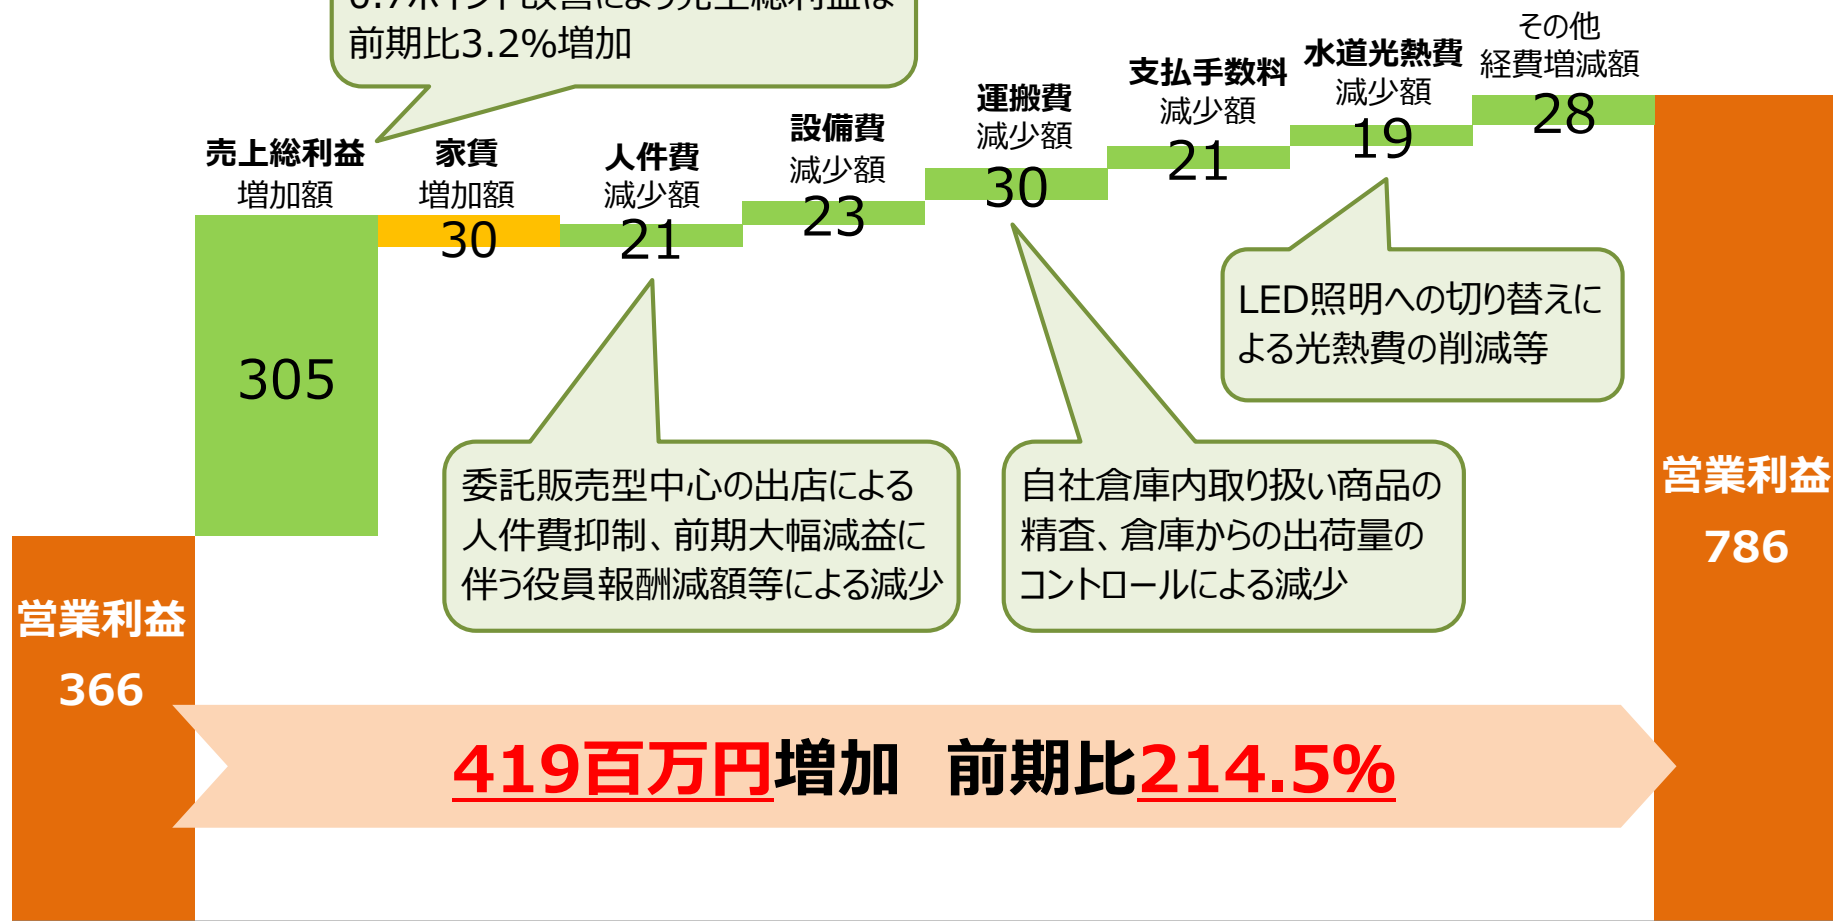 前期比3.2%増加
売上総利益
増加額
305
家賃
増加額
30
人件費
減少額
21
設備費
減少額
23
運搬費
減少額
30
支払手数料
減少額
21
水道光熱費
減少額
19
その他
経費増減額
28
LED照明への切り替えに
よる光熱費の削減等
委託販売型中心の出店による
人件費抑制、前期大幅減益に
伴う役員報酬減額等による減少
自社倉庫内取り扱い商品の
精査、倉庫からの出荷量の
コントロールによる減少
営業利益
366
営業利益
786
419百万円増加　前期比214.5%